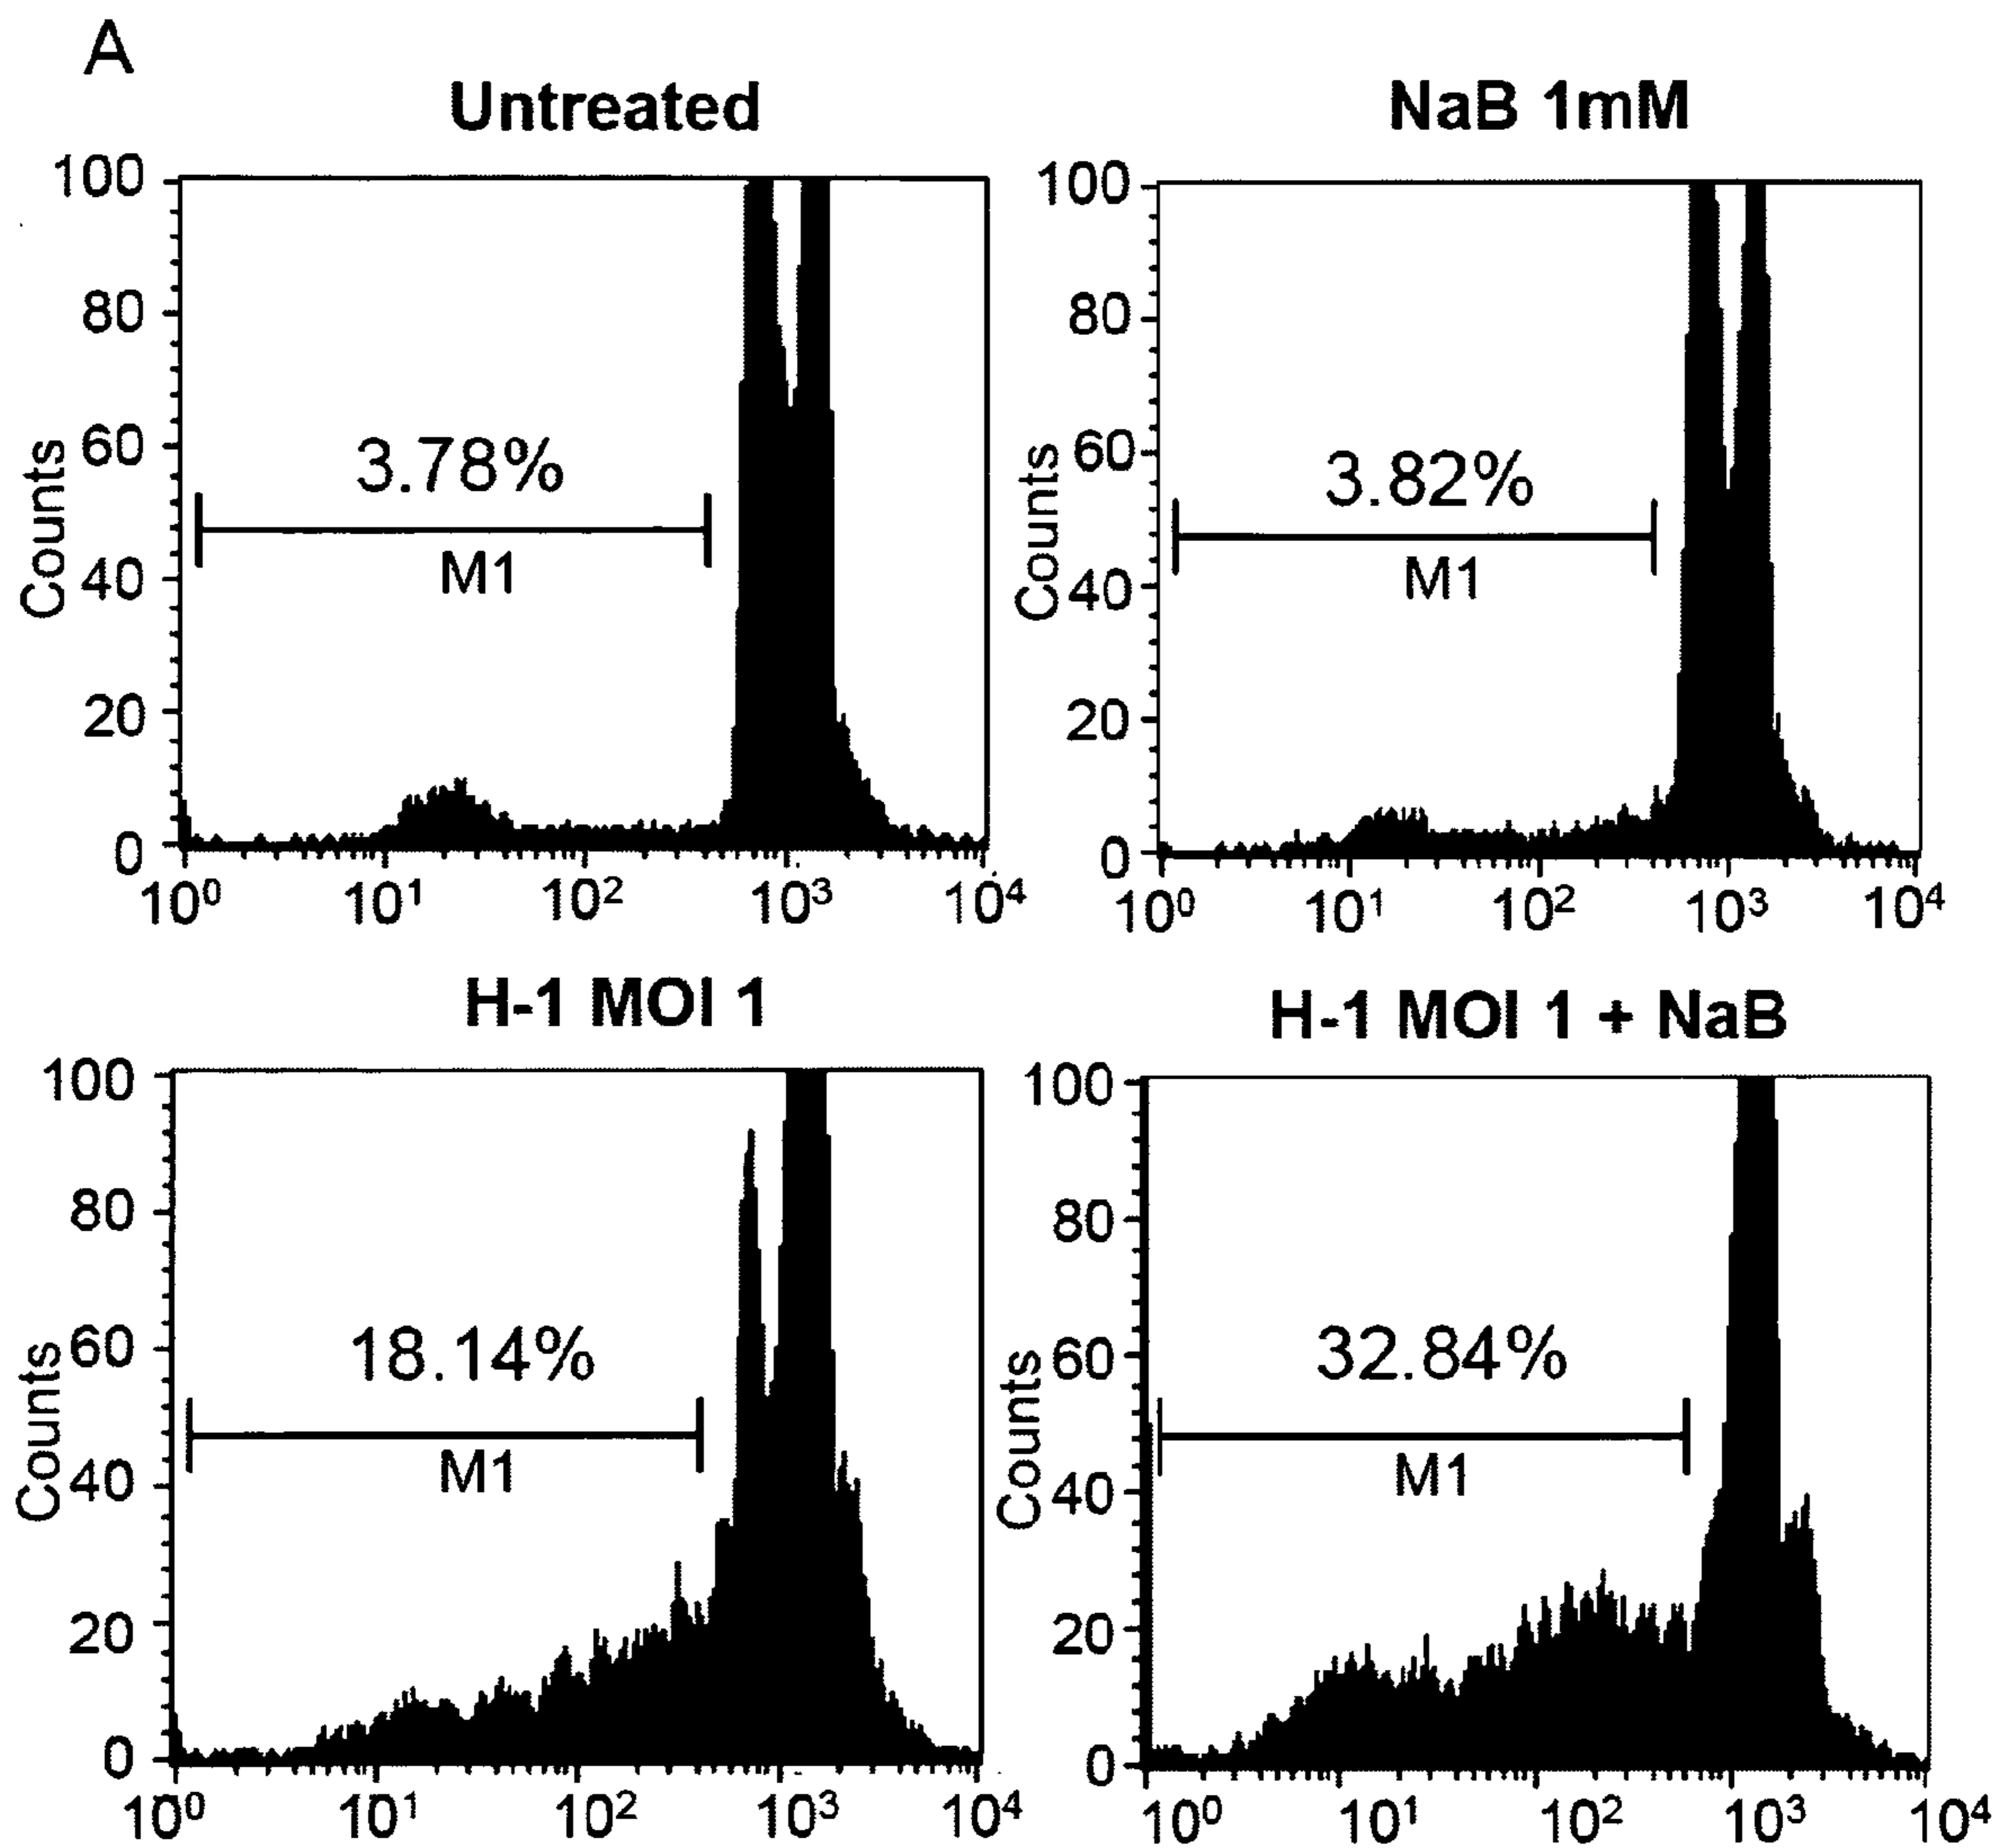 A
Untreated
100
80
60
40
20
0
Counts
3.78%
M1
10⁰ 10¹ 10² 10³ 10⁴
NaB 1mM
100
80
60
40
20
0
Counts
3.82%
M1
10⁰ 10¹ 10² 10³ 10⁴
H-1 MOI 1
100
80
60
40
20
0
Counts
18.14%
M1
10⁰ 10¹ 10² 10³ 10⁴
H-1 MOI 1 + NaB
100
80
60
40
20
0
Counts
32.84%
M1
10⁰ 10¹ 10² 10³ 10⁴